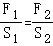 F₁/S₁ = F₂/S₂